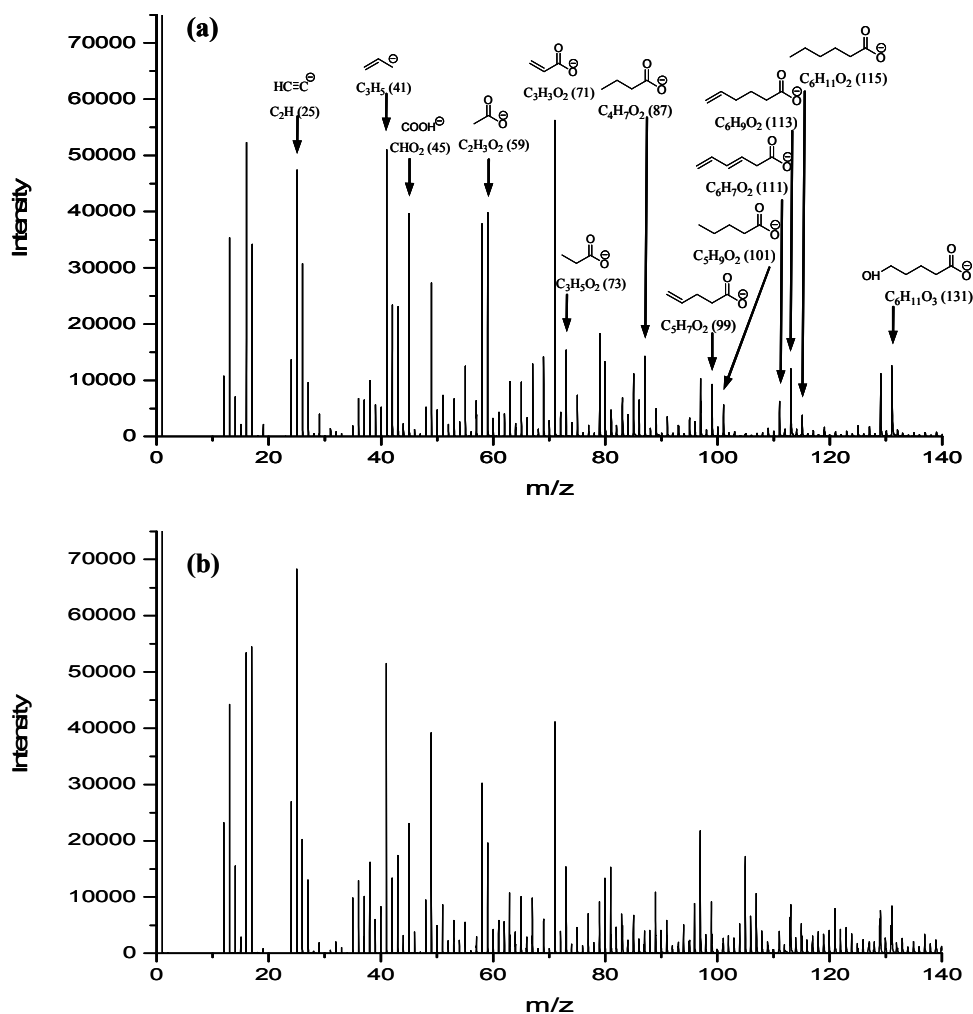 (a)
70000
60000
50000
40000
30000
20000
10000
0
Intensity
HC≡C⊖
C2H (25)
⊖
C3H5 (41)
COOH⊖
CHO2 (45)
O
O⊖
C2H3O2 (59)
O
O⊖
C3H3O2 (71)
O
O⊖
C3H5O2 (73)
O
O⊖
C4H7O2 (87)
O
O⊖
C5H7O2 (99)
O
O⊖
C5H9O2 (101)
O
O⊖
C6H7O2 (111)
O
O⊖
C6H9O2 (113)
O
O⊖
C6H11O2 (115)
HO
O
O⊖
C6H11O3 (131)
0 20 40 60 80 100 120 140
m/z
(b)
70000
60000
50000
40000
30000
20000
10000
0
Intensity
0 20 40 60 80 100 120 140
m/z